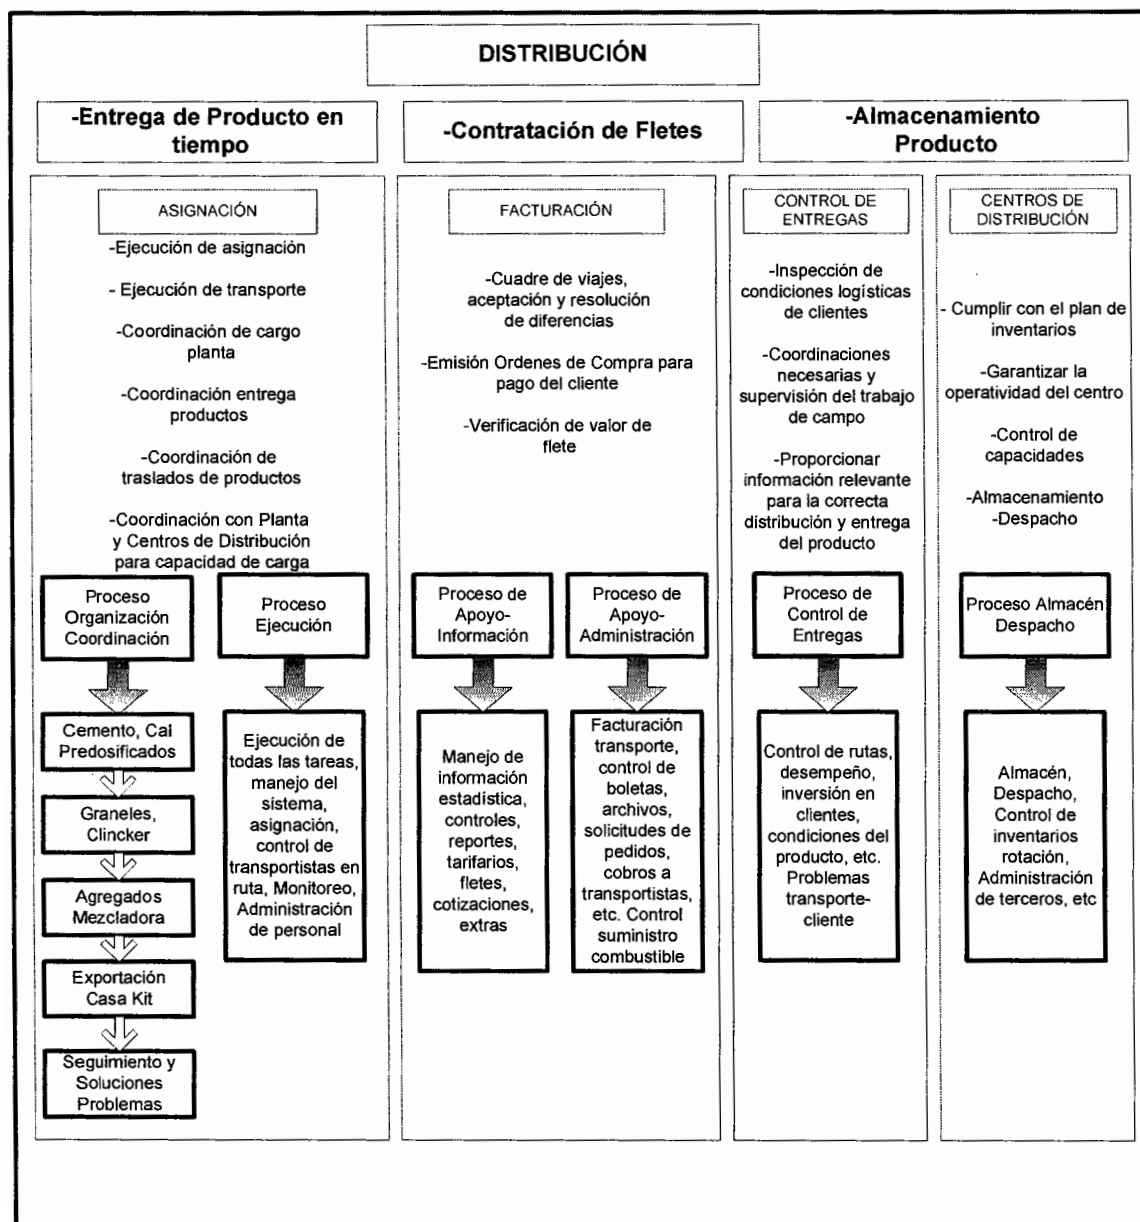 DISTRIBUCIÓN
-Entrega de Producto en
tiempo
-Contratación de Fletes
-Almacenamiento
Producto
ASIGNACIÓN
-Ejecución de asignación
- Ejecución de transporte
-Coordinación de cargo
planta
-Coordinación entrega
productos
-Coordinación de
traslados de productos
-Coordinación con Planta
y Centros de Distribución
para capacidad de carga
FACTURACIÓN
-Cuadre de viajes,
aceptación y resolución
de diferencias
-Emisión Ordenes de Compra para
pago del cliente
-Verificación de valor de
flete
CONTROL DE
ENTREGAS
-Inspección de
condiciones logísticas
de clientes
-Coordinaciones
necesarias y
supervisión del trabajo
de campo
-Proporcionar
información relevante
para la correcta
distribución y entrega
del producto
CENTROS DE
DISTRIBUCIÓN
- Cumplir con el plan de
inventarios
-Garantizar la
operatividad del centro
-Control de
capacidades
-Almacenamiento
-Despacho
Proceso
Organización
Coordinación
Cemento, Cal
Predosificados
Graneles,
Clincker
Agregados
Mezcladora
Exportación
Casa Kit
Seguimiento y
Soluciones
Problemas
Proceso
Ejecución
Ejecución de
todas las tareas,
manejo del
sistema,
asignación,
control de
transportistas en
ruta, Monitoreo,
Administración
de personal
Proceso de
Apoyo-
Información
Manejo de
información
estadística,
controles,
reportes,
tarifarios,
fletes,
cotizaciones,
extras
Proceso de
Apoyo-
Administración
Facturación
transporte,
control de
boletas,
archivos,
solicitudes de
pedidos,
cobros a
transportistas,
etc. Control
suministro
combustible
Proceso de
Control de
Entregas
Control de rutas,
desempeño,
inversión en
clientes,
condiciones del
producto, etc.
Problemas
transporte-
cliente
Proceso Almacén
Despacho
Almacén,
Despacho,
Control de
inventarios
rotación,
Administración
de terceros, etc